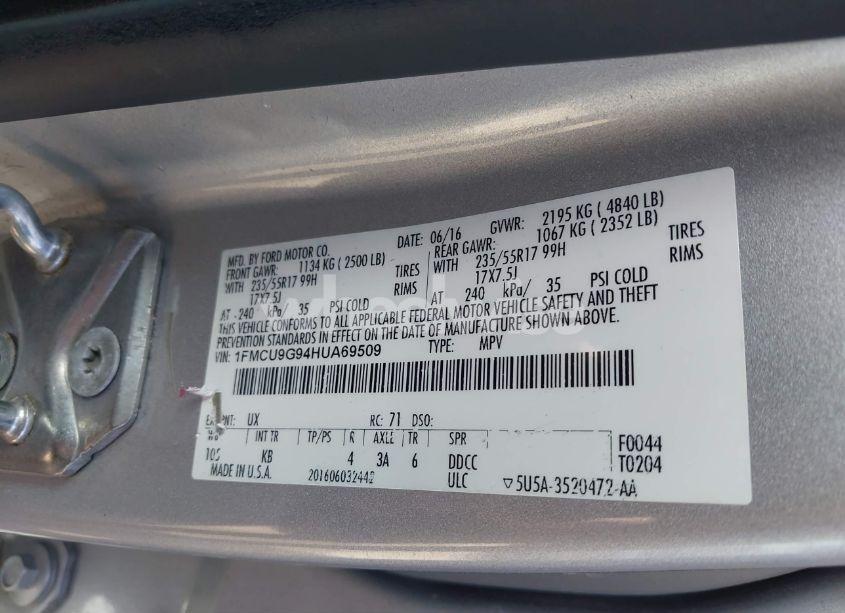 MFD. BY FORD MOTOR CO. DATE: 06/16 GVWR: 2195 KG ( 4840 LB)
FRONT GAWR: 1134 KG ( 2500 LB) REAR GAWR: 1067 KG ( 2352 LB)
WITH 235/55R17 99H TIRES WITH 235/55R17 99H TIRES
17X7.5J RIMS 17X7.5J RIMS
AT 240 kPa/ 35 PSI COLD AT 240 kPa/ 35 PSI COLD
THIS VEHICLE CONFORMS TO ALL APPLICABLE FEDERAL MOTOR VEHICLE SAFETY AND THEFT
PREVENTION STANDARDS IN EFFECT ON THE DATE OF MANUFACTURE SHOWN ABOVE.
VIN: 1FMCU9G94HUA69509 TYPE: MPV
UX RC: 71 DSO:
WB INT TR TP/PS R AXLE TR SPR F0044
105 KB 4 3A 6 DDCC T0204
MADE IN U.S.A. 201606032442 ULC ▽5U5A-3520472-AA